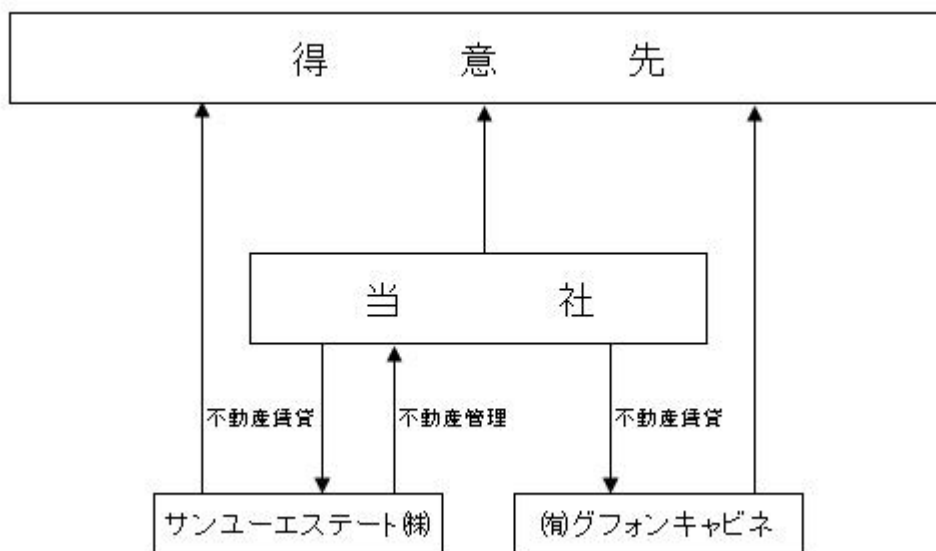 得意先
当社
不動産賃貸
不動産管理
不動産賃貸
サンユーエステート㈱
㈲グフォンキャビネ